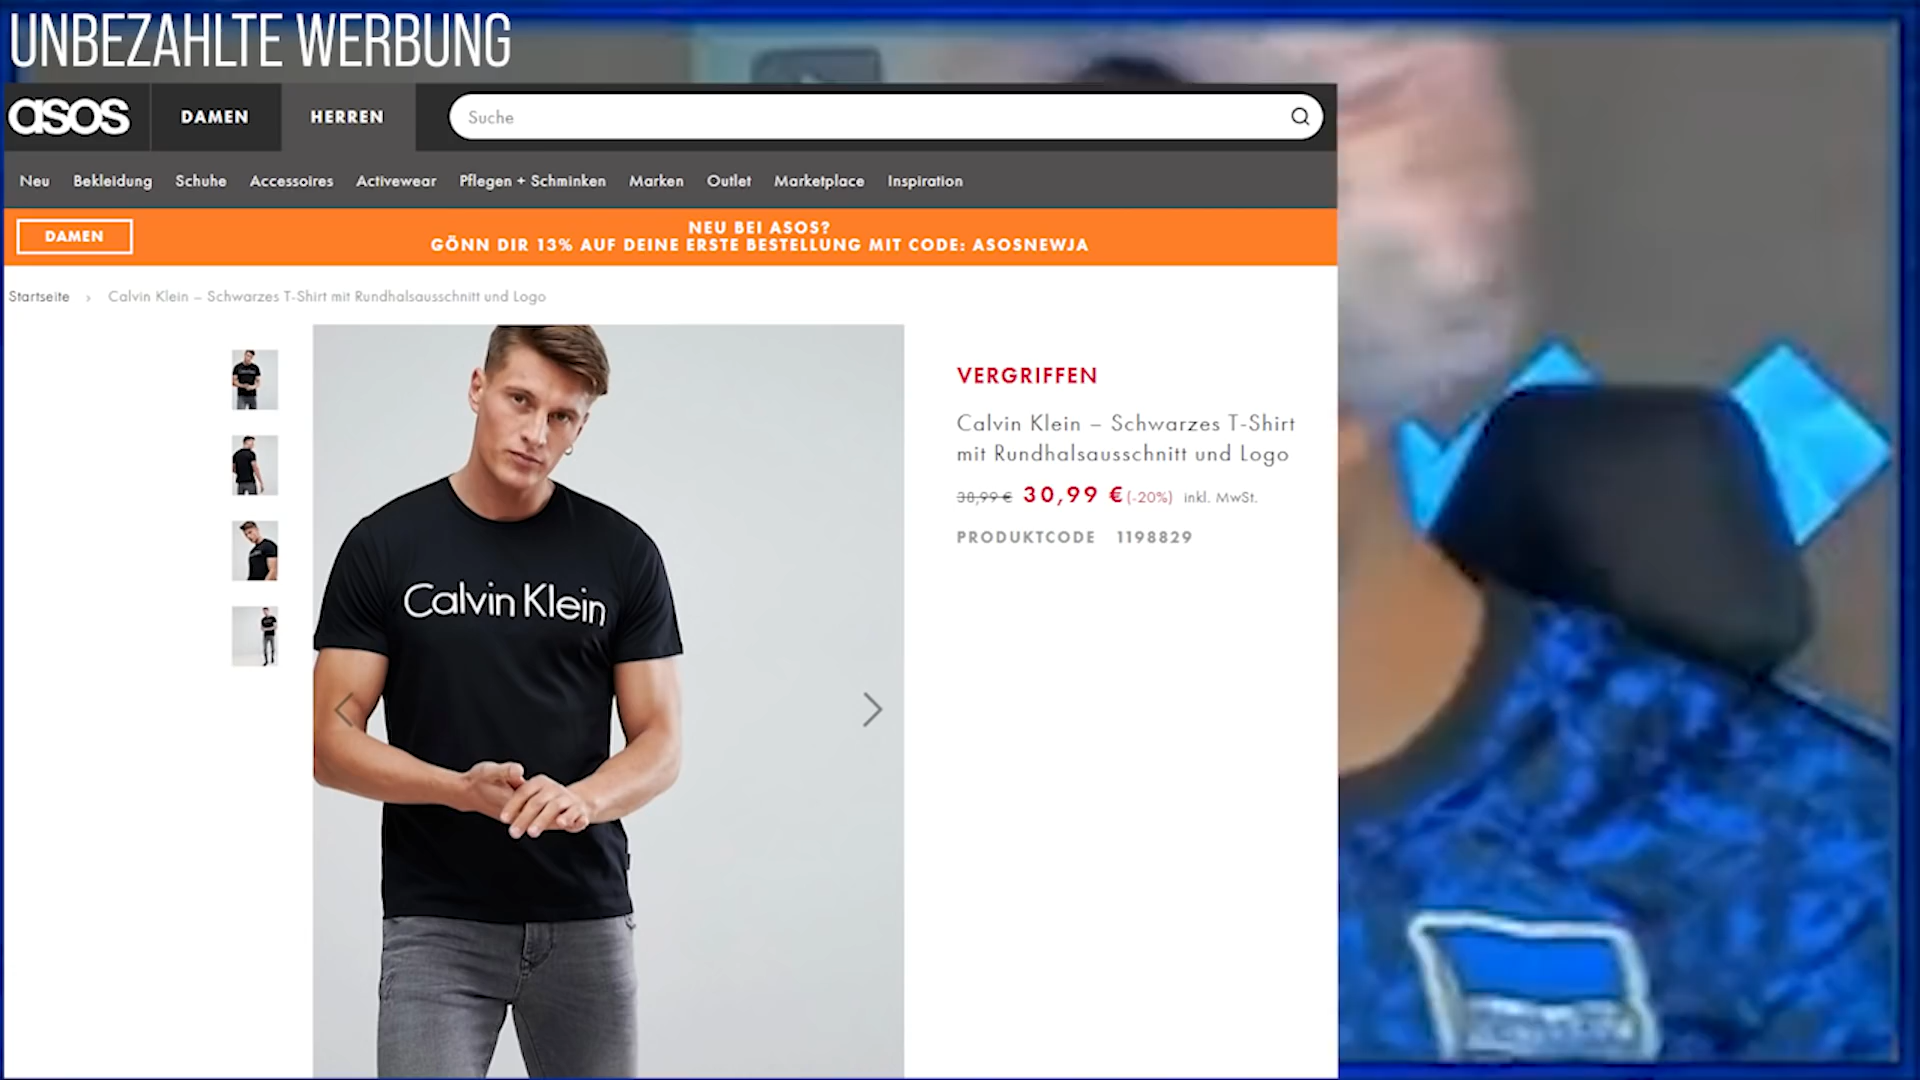 UNBEZAHLTE WERBUNG
asos
DAMEN
HERREN
Suche
Neu
Bekleidung
Schuhe
Accessoires
Activewear
Pflegen + Schminken
Marken
Outlet
Marketplace
Inspiration
DAMEN
NEU BEI ASOS?
GÖNN DIR 13% AUF DEINE ERSTE BESTELLUNG MIT CODE: ASOSNEWJA
Startseite › Calvin Klein – Schwarzes T-Shirt mit Rundhalsausschnitt und Logo
Calvin Klein
VERGRIFFEN
Calvin Klein – Schwarzes T-Shirt
mit Rundhalsausschnitt und Logo
38,99 € 30,99 € (-20%) inkl. MwSt.
PRODUKTCODE 1198829